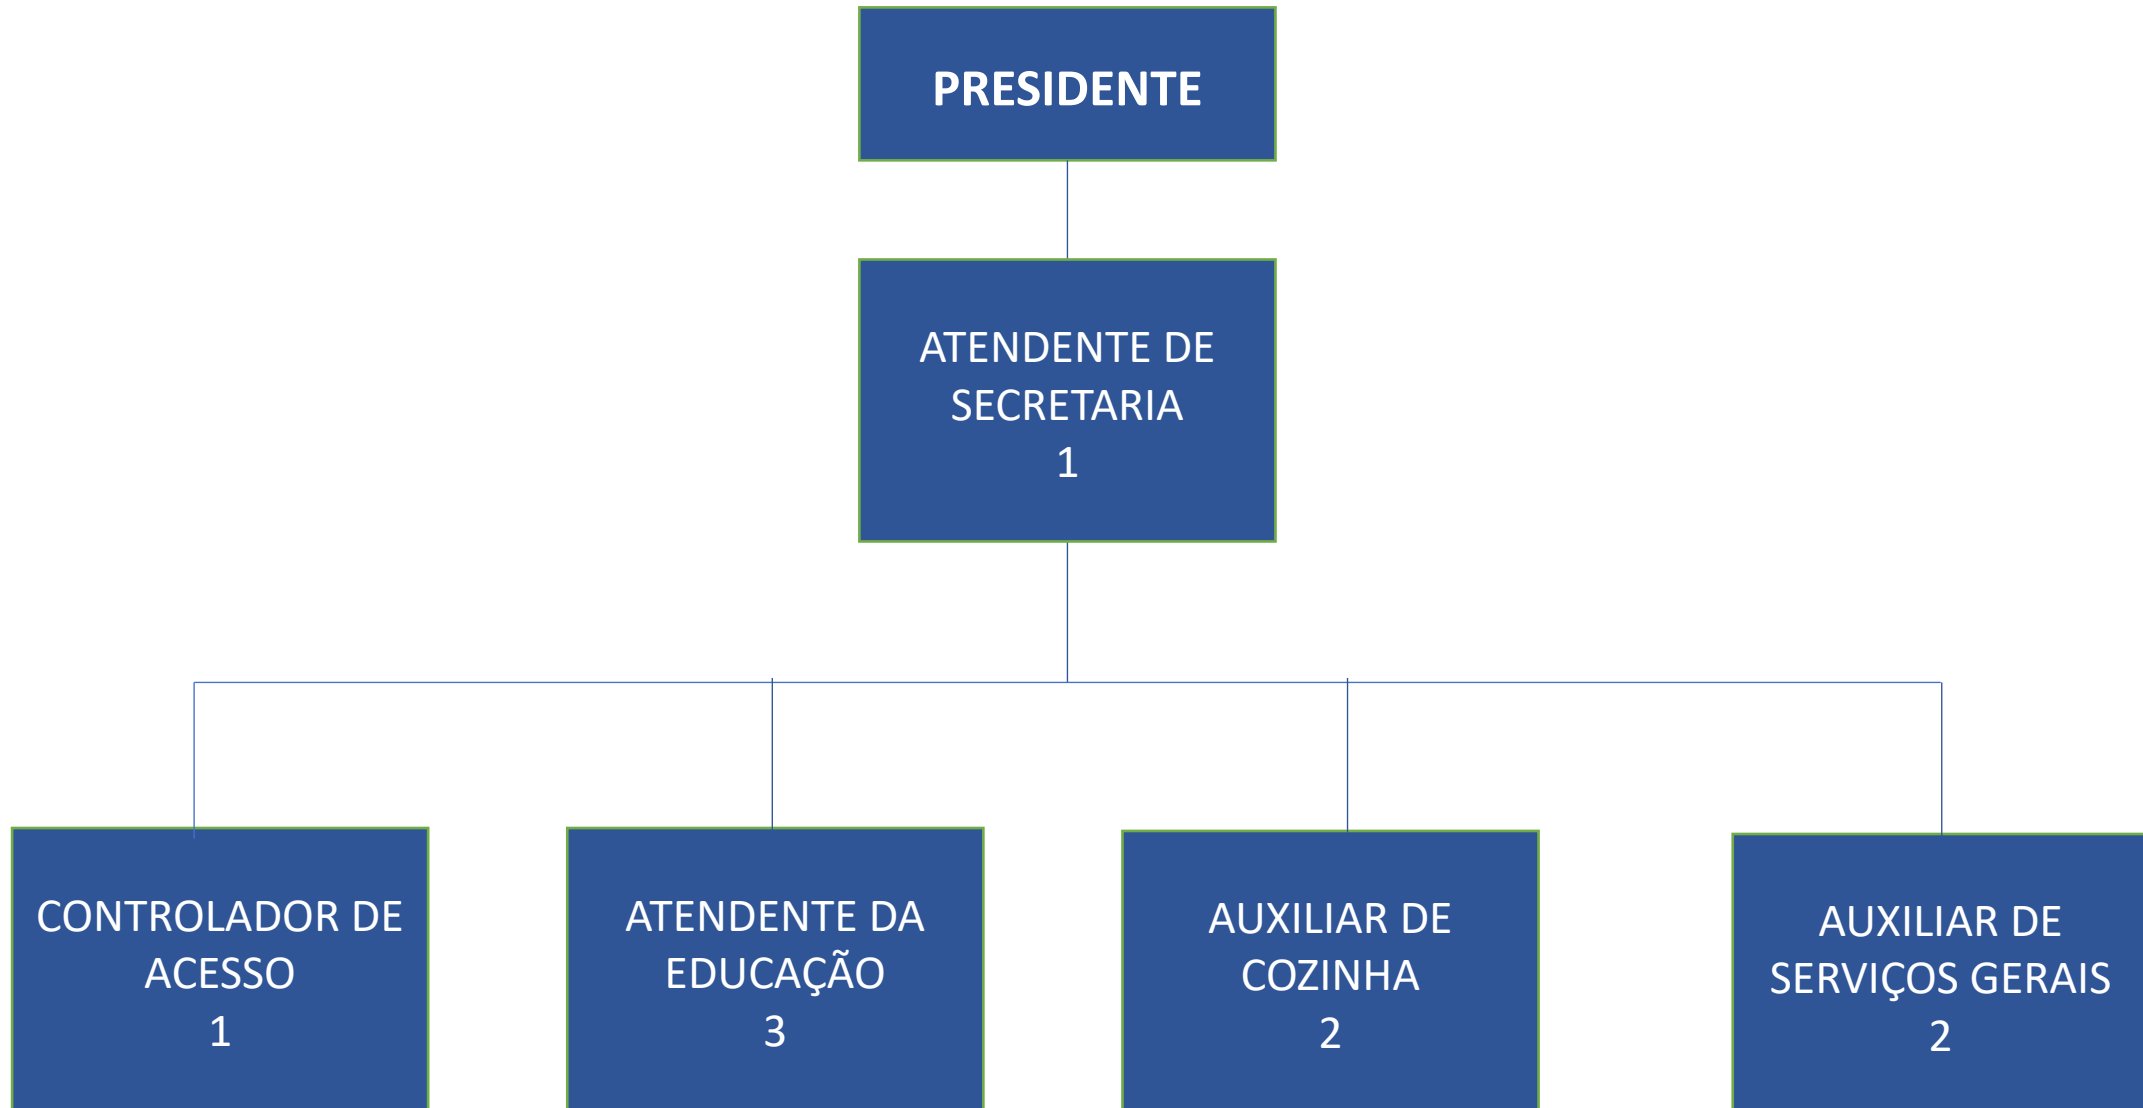 PRESIDENTE
ATENDENTE DE
SECRETARIA
1
CONTROLADOR DE
ACESSO
1
ATENDENTE DA
EDUCAÇÃO
3
AUXILIAR DE
COZINHA
2
AUXILIAR DE
SERVIÇOS GERAIS
2